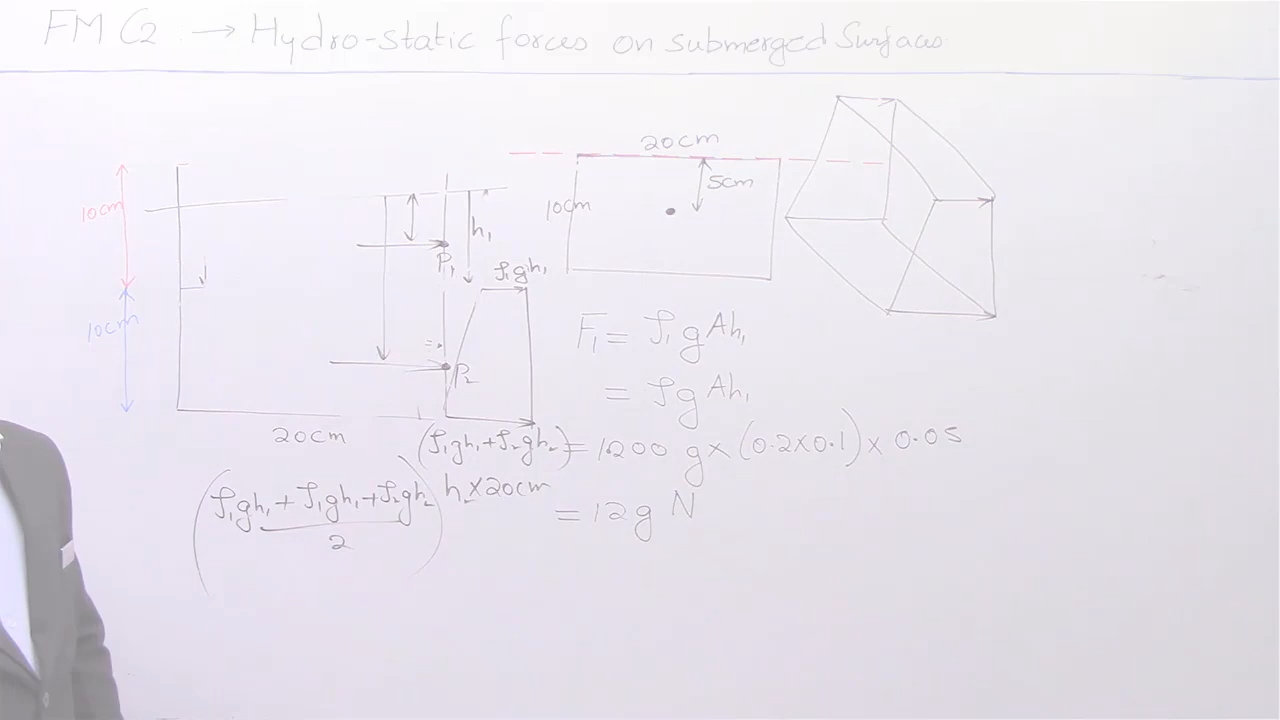 FM C2 → Hydro-static forces on submerged Surfaces
20cm
5cm
10cm
10cm
h₁
P₁
ρ₁gh₁
10cm
P₂
F₁ = ρ₁gAh₁
= ρgAh₁
20cm
(ρ₁gh₁+ρ₂gh₂)
= 1200 g×(0.2×0.1)×0.05
(ρ₁gh₁+ρ₁gh₁+ρ₂gh₂ / 2) h₂×20cm
= 12g N